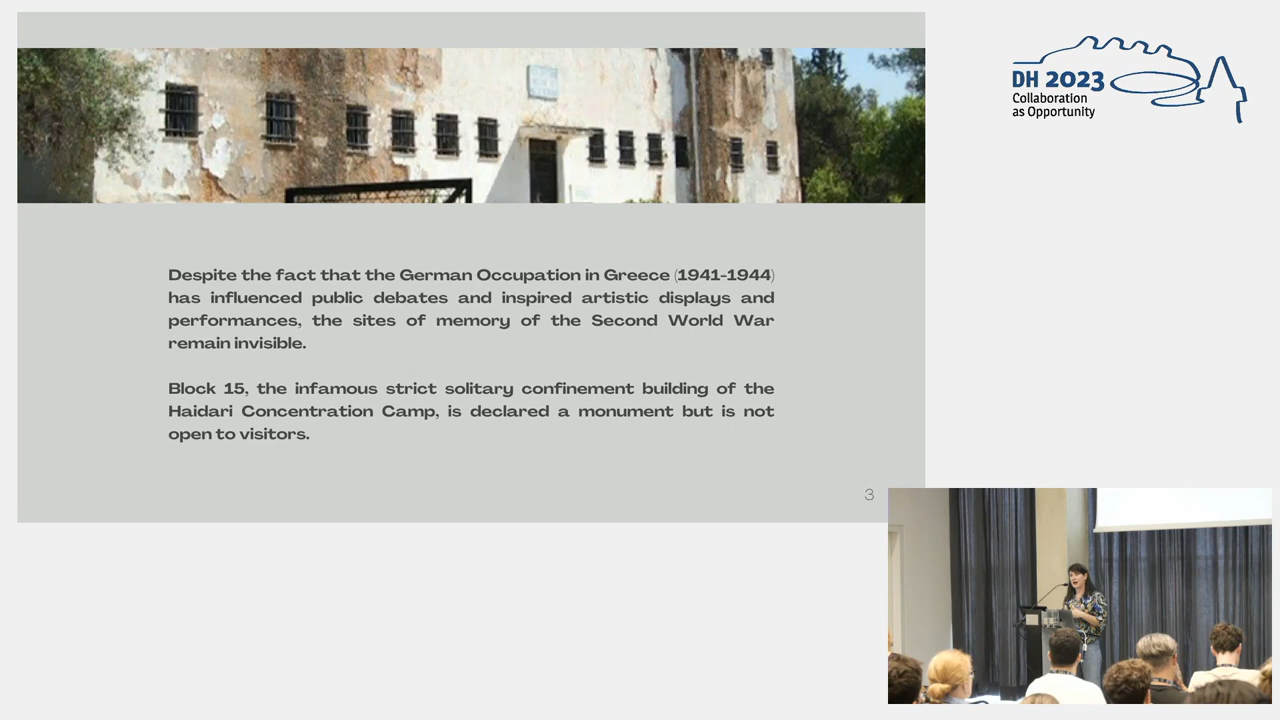 DH 2023
Collaboration
as Opportunity
Despite the fact that the German Occupation in Greece (1941-1944)
has influenced public debates and inspired artistic displays and
performances, the sites of memory of the Second World War
remain invisible.
Block 15, the infamous strict solitary confinement building of the
Haidari Concentration Camp, is declared a monument but is not
open to visitors.
3